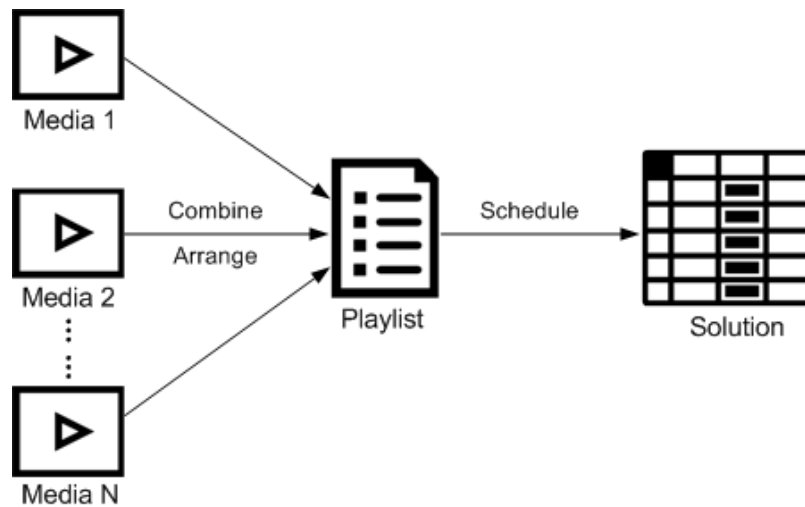 Media 1
Combine
Arrange
Schedule
Media 2
Playlist
Solution
Media N